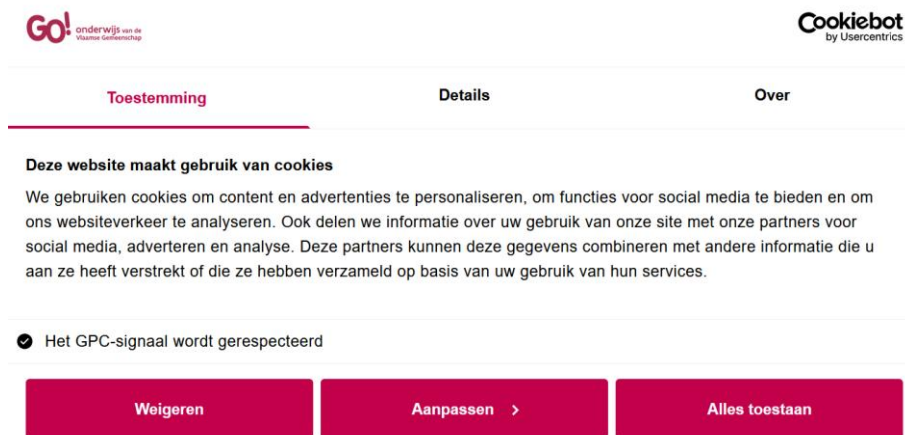 GO! onderwijs van de
Vlaamse Gemeenschap
Cookiebot
by Usercentrics
Toestemming
Details
Over
Deze website maakt gebruik van cookies
We gebruiken cookies om content en advertenties te personaliseren, om functies voor social media te bieden en om
ons websiteverkeer te analyseren. Ook delen we informatie over uw gebruik van onze site met onze partners voor
social media, adverteren en analyse. Deze partners kunnen deze gegevens combineren met andere informatie die u
aan ze heeft verstrekt of die ze hebben verzameld op basis van uw gebruik van hun services.
Het GPC-signaal wordt gerespecteerd
Weigeren
Aanpassen
Alles toestaan